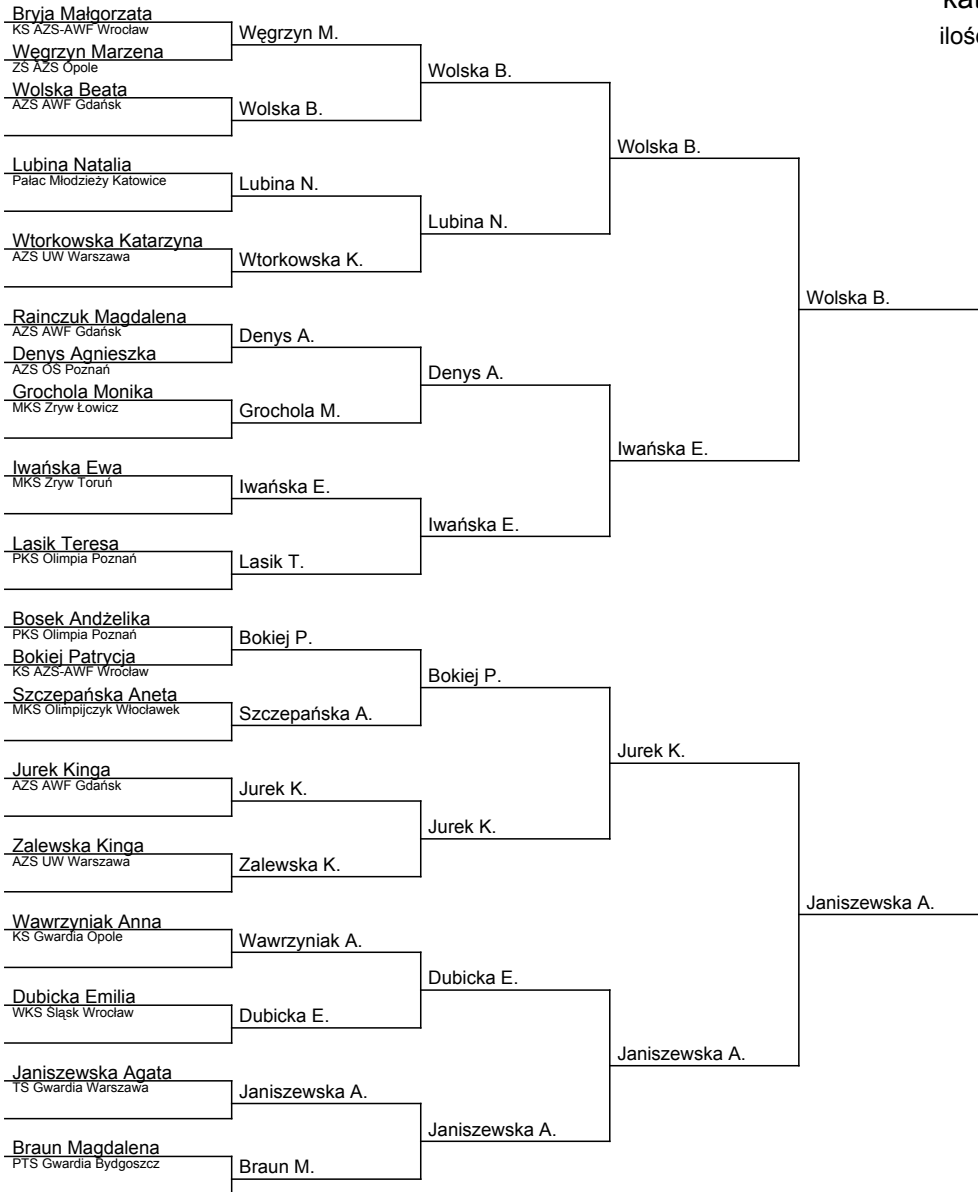 Bryja Małgorzata
KS AZS-AWF Wrocław
Węgrzyn M.
Węgrzyn Marzena
ZS AZS Opole
Wolska B.
Wolska Beata
AZS AWF Gdańsk
Wolska B.
Wolska B.
Lubina Natalia
Pałac Młodzieży Katowice
Lubina N.
Lubina N.
Wtorkowska Katarzyna
AZS UW Warszawa
Wtorkowska K.
Wolska B.
Rainczuk Magdalena
AZS AWF Gdańsk
Denys A.
Denys Agnieszka
AZS OŚ Poznań
Denys A.
Grochola Monika
MKS Zryw Łowicz
Grochola M.
Iwańska E.
Iwańska Ewa
MKS Zryw Toruń
Iwańska E.
Iwańska E.
Lasik Teresa
PKS Olimpia Poznań
Lasik T.
Bosek Andżelika
PKS Olimpia Poznań
Bokiej P.
Bokiej Patrycja
KS AZS-AWF Wrocław
Bokiej P.
Szczepańska Aneta
MKS Olimpijczyk Włocławek
Szczepańska A.
Jurek K.
Jurek Kinga
AZS AWF Gdańsk
Jurek K.
Jurek K.
Zalewska Kinga
AZS UW Warszawa
Zalewska K.
Janiszewska A.
Wawrzyniak Anna
KS Gwardia Opole
Wawrzyniak A.
Dubicka E.
Dubicka Emilia
WKS Śląsk Wrocław
Dubicka E.
Janiszewska A.
Janiszewska Agata
TS Gwardia Warszawa
Janiszewska A.
Janiszewska A.
Braun Magdalena
PTS Gwardia Bydgoszcz
Braun M.